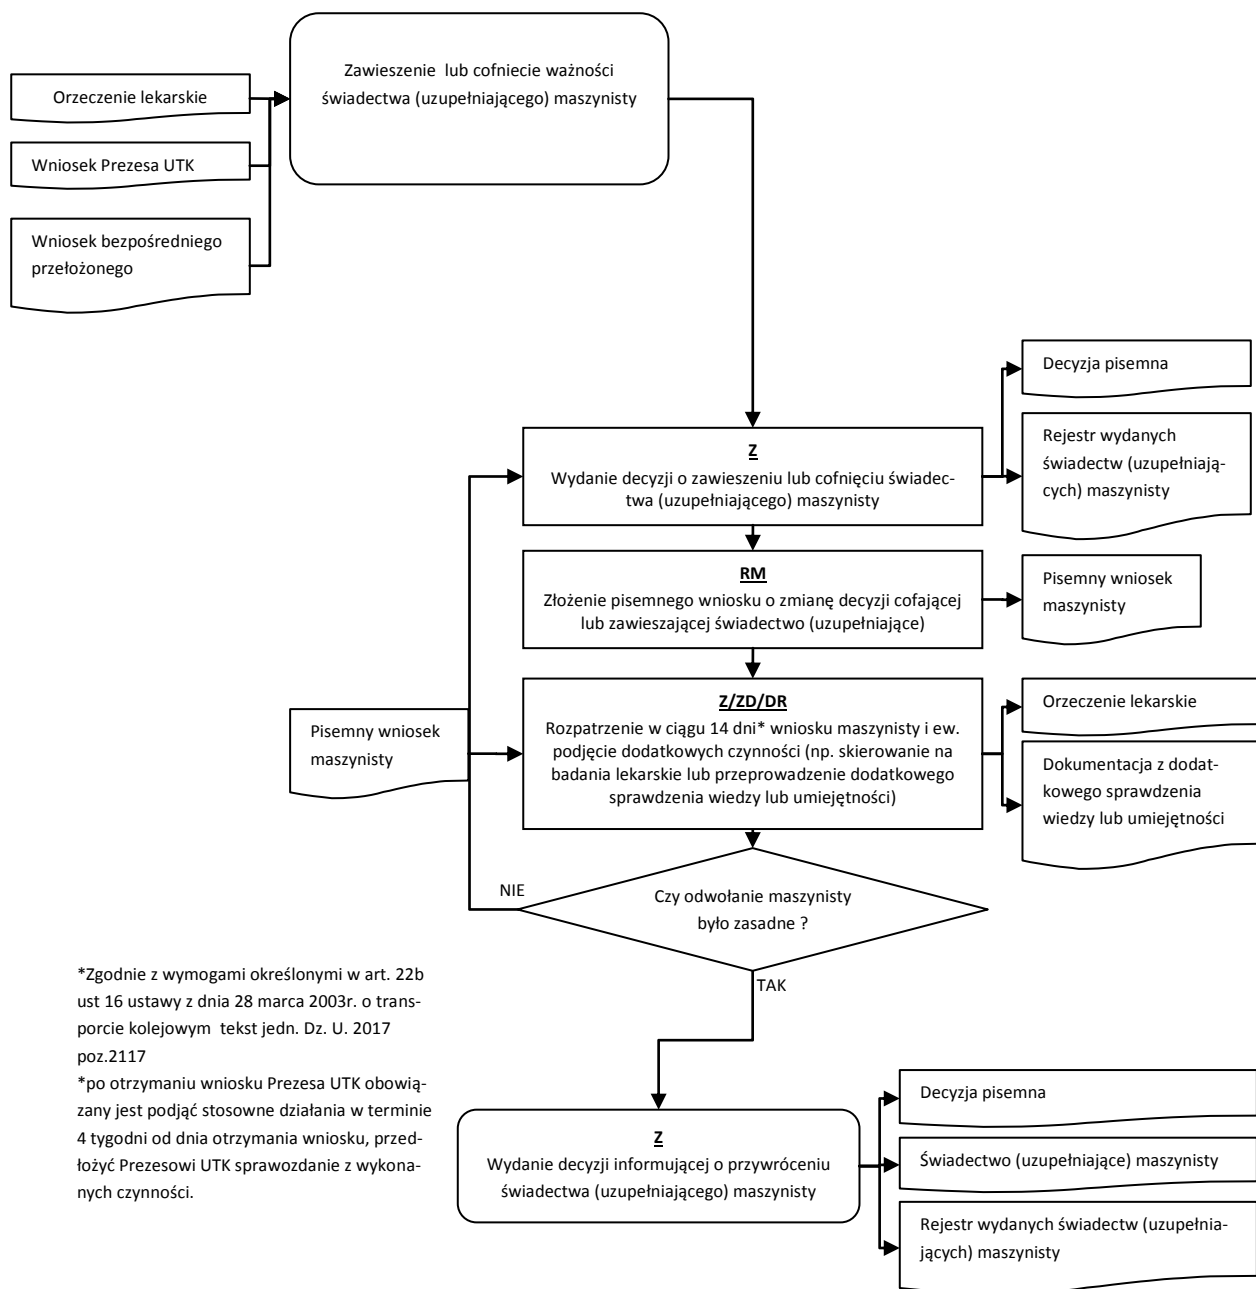 Zawieszenie lub cofniecie ważności
świadectwa (uzupełniającego) maszynisty
Orzeczenie lekarskie
Wniosek Prezesa UTK
Wniosek bezpośredniego
przełożonego
Z
Wydanie decyzji o zawieszeniu lub cofnięciu świadec-
twa (uzupełniającego) maszynisty
Decyzja pisemna
Rejestr wydanych
świadectw (uzupełniają-
cych) maszynisty
RM
Złożenie pisemnego wniosku o zmianę decyzji cofającej
lub zawieszającej świadectwo (uzupełniające)
Pisemny wniosek
maszynisty
Pisemny wniosek
maszynisty
Z/ZD/DR
Rozpatrzenie w ciągu 14 dni* wniosku maszynisty i ew.
podjęcie dodatkowych czynności (np. skierowanie na
badania lekarskie lub przeprowadzenie dodatkowego
sprawdzenia wiedzy lub umiejętności)
Orzeczenie lekarskie
Dokumentacja z dodat-
kowego sprawdzenia
wiedzy lub umiejętności
NIE
Czy odwołanie maszynisty
było zasadne ?
TAK
*Zgodnie z wymogami określonymi w art. 22b
ust 16 ustawy z dnia 28 marca 2003r. o trans-
porcie kolejowym tekst jedn. Dz. U. 2017
poz.2117
*po otrzymaniu wniosku Prezesa UTK obowią-
zany jest podjąć stosowne działania w terminie
4 tygodni od dnia otrzymania wniosku, przed-
łożyć Prezesowi UTK sprawozdanie z wykona-
nych czynności.
Z
Wydanie decyzji informującej o przywróceniu
świadectwa (uzupełniającego) maszynisty
Decyzja pisemna
Świadectwo (uzupełniające) maszynisty
Rejestr wydanych świadectw (uzupełnia-
jących) maszynisty